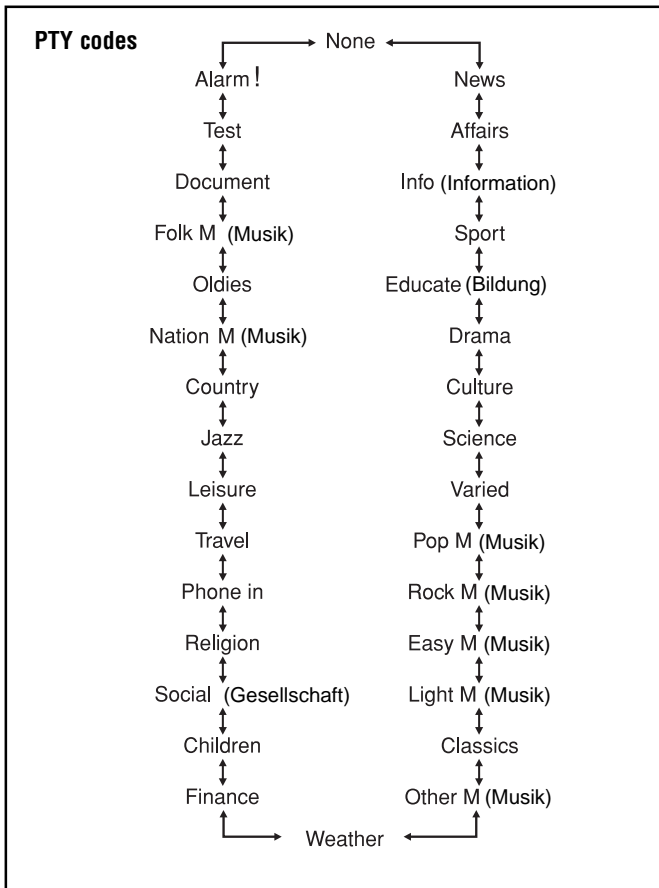 PTY codes
None
Alarm !
News
Test
Affairs
Document
Info (Information)
Folk M (Musik)
Sport
Oldies
Educate (Bildung)
Nation M (Musik)
Drama
Country
Culture
Jazz
Science
Leisure
Varied
Travel
Pop M (Musik)
Phone in
Rock M (Musik)
Religion
Easy M (Musik)
Social (Gesellschaft)
Light M (Musik)
Children
Classics
Finance
Other M (Musik)
Weather